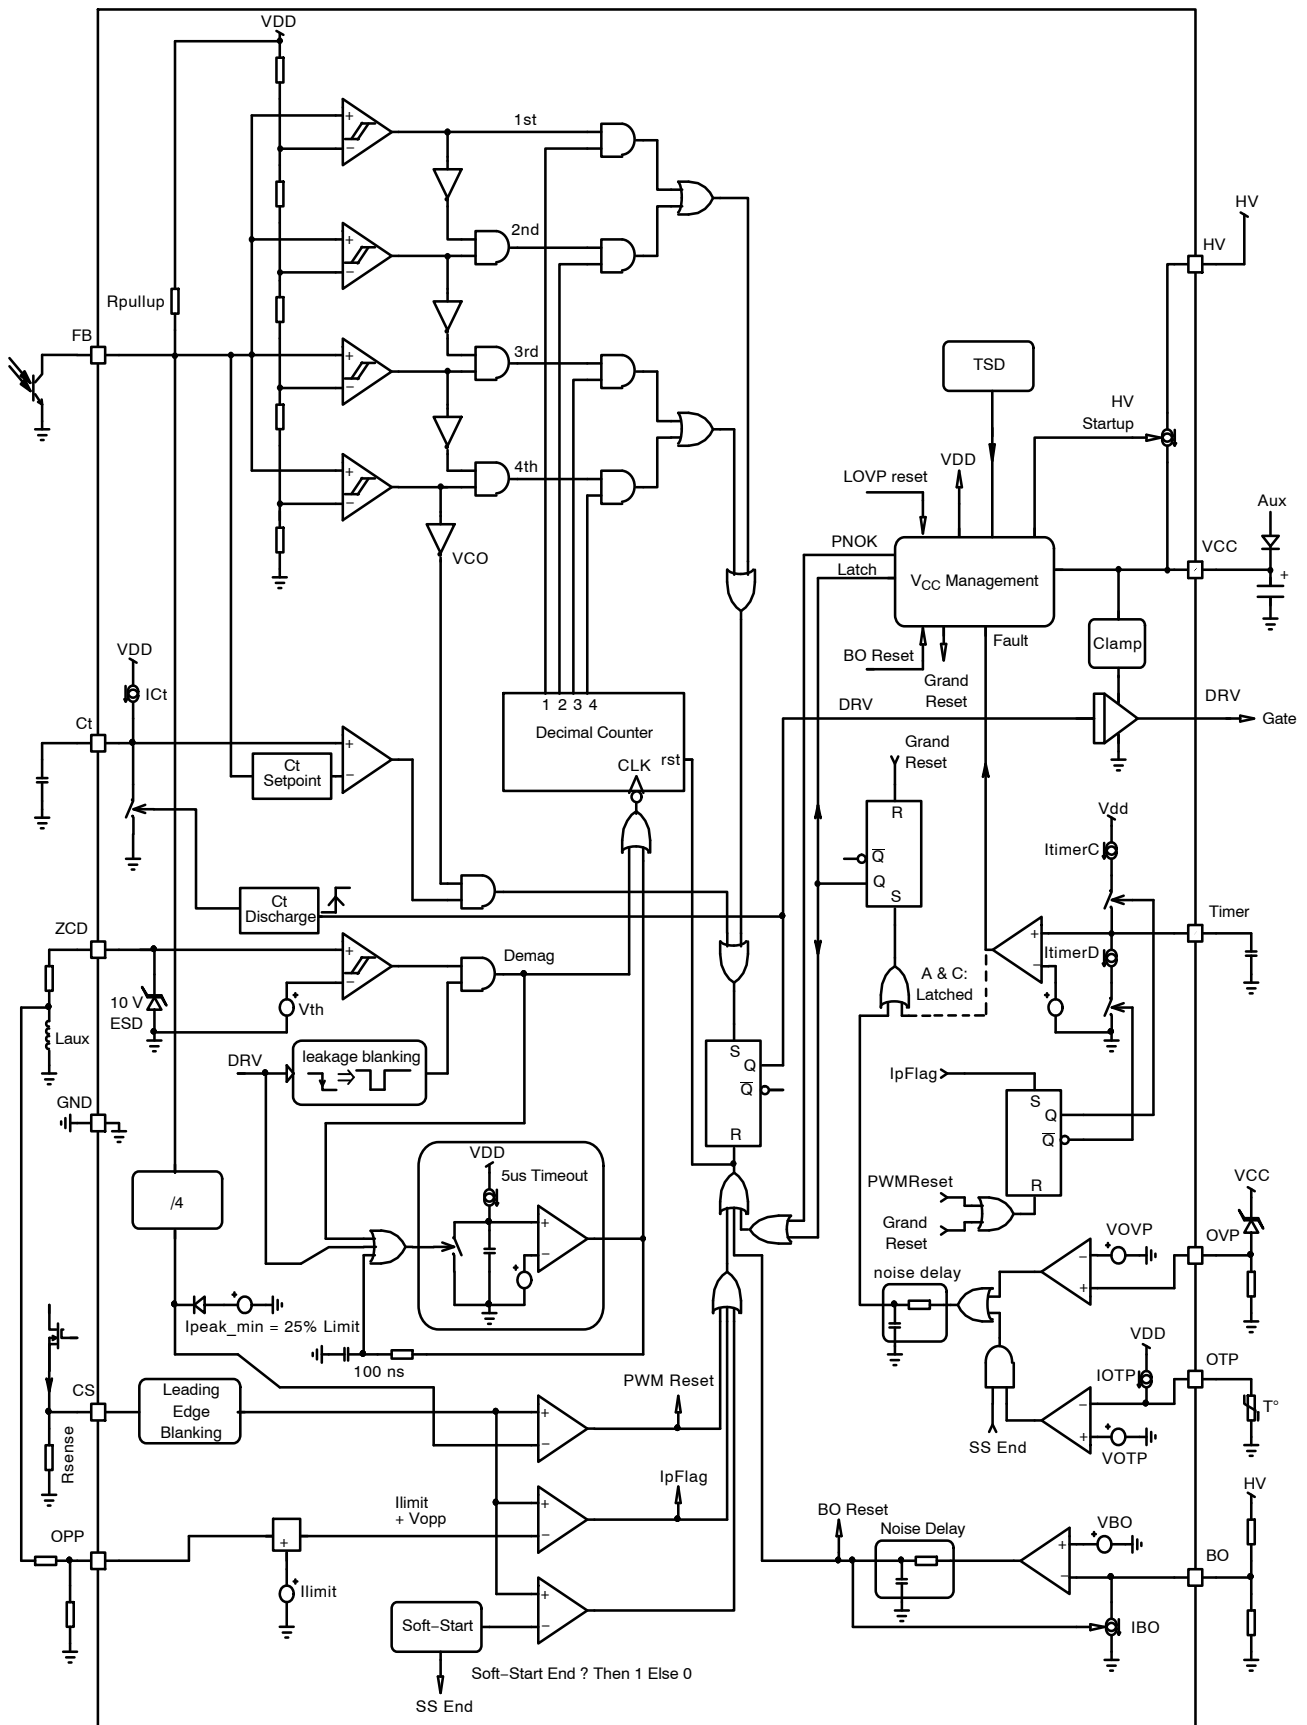 VDD
1st
2nd
HV
HV
Rpullup
FB
3rd
TSD
HV
Startup
4th
VDD
LOVP reset
Aux
VCO
PNOK
VCC
Latch
VCC Management
+
Fault
Clamp
VDD
BO Reset
Grand
Reset
ICt
1 2 3 4
DRV
DRV
Ct
Decimal Counter
Gate
Ct
Setpoint
CLK
rst
Grand
Reset
R
Vdd
Q
ItimerC
Q
S
Ct
Discharge
ZCD
Timer
Demag
ItimerD
10 V
ESD
Vth
A & C:
Latched
Laux
DRV
leakage blanking
S
Q
Q
R
IpFlag
S
Q
Q
R
GND
VDD
5us Timeout
PWMReset
VCC
/4
Grand
Reset
VOVP
OVP
noise delay
Ipeak_min = 25% Limit
VDD
100 ns
OTP
IOTP
PWM Reset
T°
CS
Leading
Edge
Blanking
SS End
VOTP
Rsense
IpFlag
HV
Ilimit
+ Vopp
BO Reset
OPP
Noise Delay
VBO
BO
+
Ilimit
Soft–Start
IBO
Soft–Start End ? Then 1 Else 0
SS End